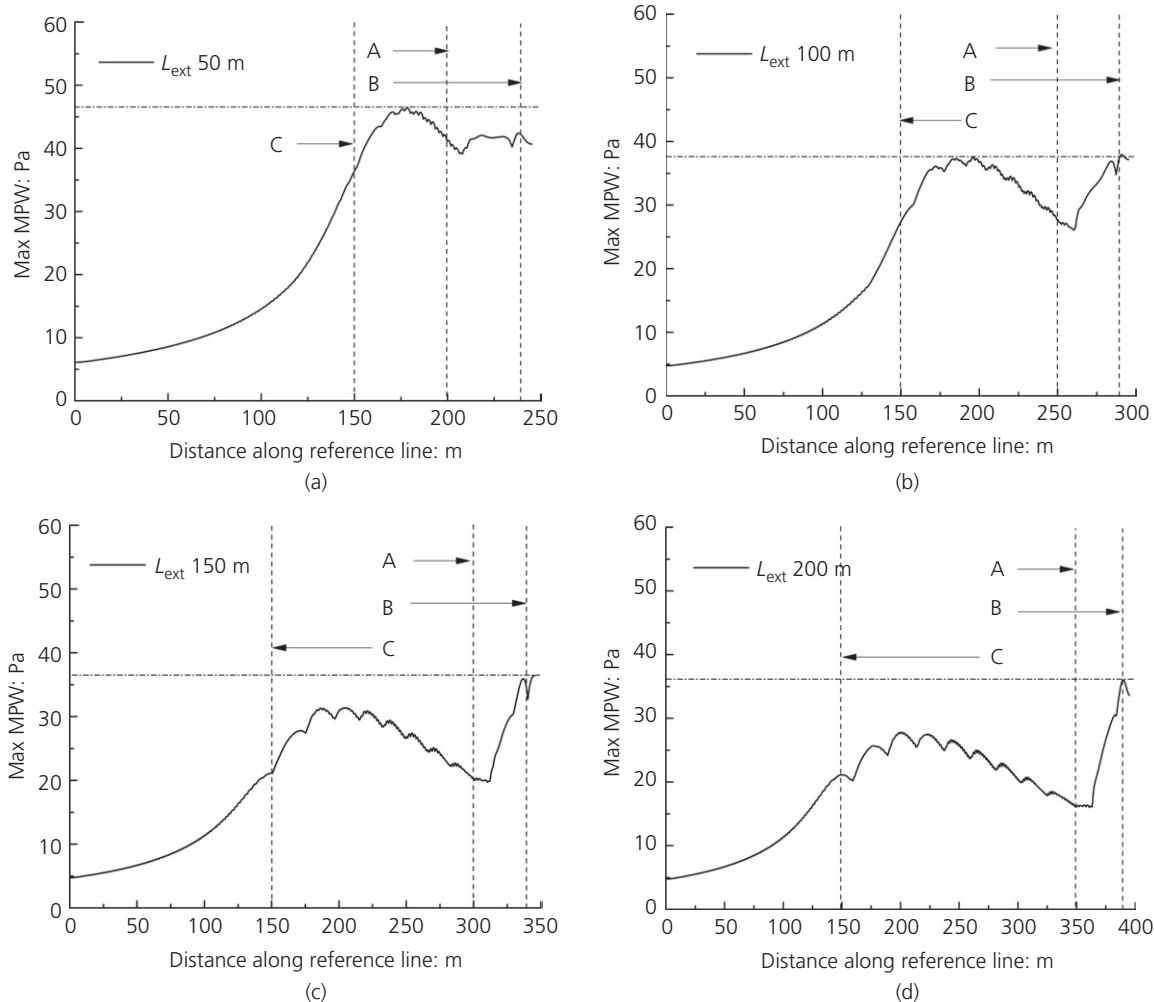 60
50
40
30
20
10
0
Max MPW: Pa
L_ext 50 m
A
B
C
0 50 100 150 200 250
Distance along reference line: m
(a)
60
50
40
30
20
10
0
Max MPW: Pa
L_ext 100 m
A
B
C
0 50 100 150 200 250 300
Distance along reference line: m
(b)
60
50
40
30
20
10
0
Max MPW: Pa
L_ext 150 m
A
B
C
0 50 100 150 200 250 300 350
Distance along reference line: m
(c)
60
50
40
30
20
10
0
Max MPW: Pa
L_ext 200 m
A
B
C
0 50 100 150 200 250 300 350 400
Distance along reference line: m
(d)